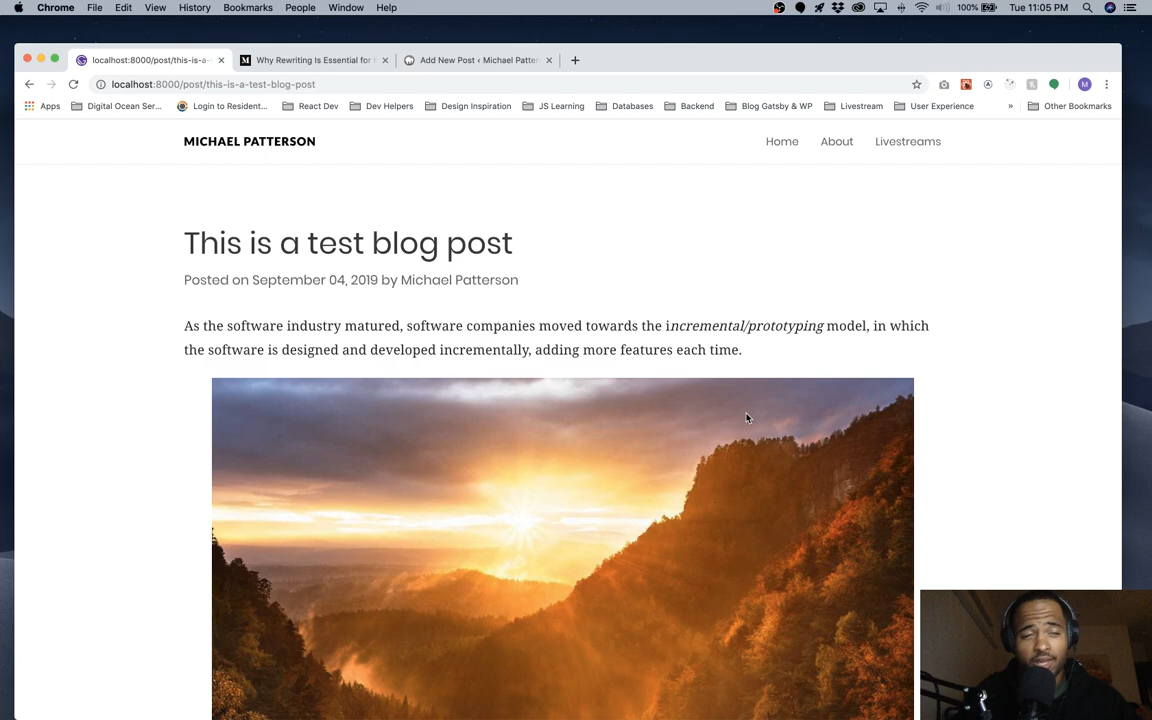 Chrome File Edit View History Bookmarks People Window Help 100% Tue 11:05 PM
localhost:8000/post/this-is-a- Why Rewriting Is Essential for Add New Post ‹ Michael Patter
localhost:8000/post/this-is-a-test-blog-post M
Apps Digital Ocean Ser... Login to Resident... React Dev Dev Helpers Design Inspiration JS Learning Databases Backend Blog Gatsby & WP Livestream User Experience » Other Bookmarks
MICHAEL PATTERSON Home About Livestreams
This is a test blog post
Posted on September 04, 2019 by Michael Patterson
As the software industry matured, software companies moved towards the incremental/prototyping model, in which
the software is designed and developed incrementally, adding more features each time.